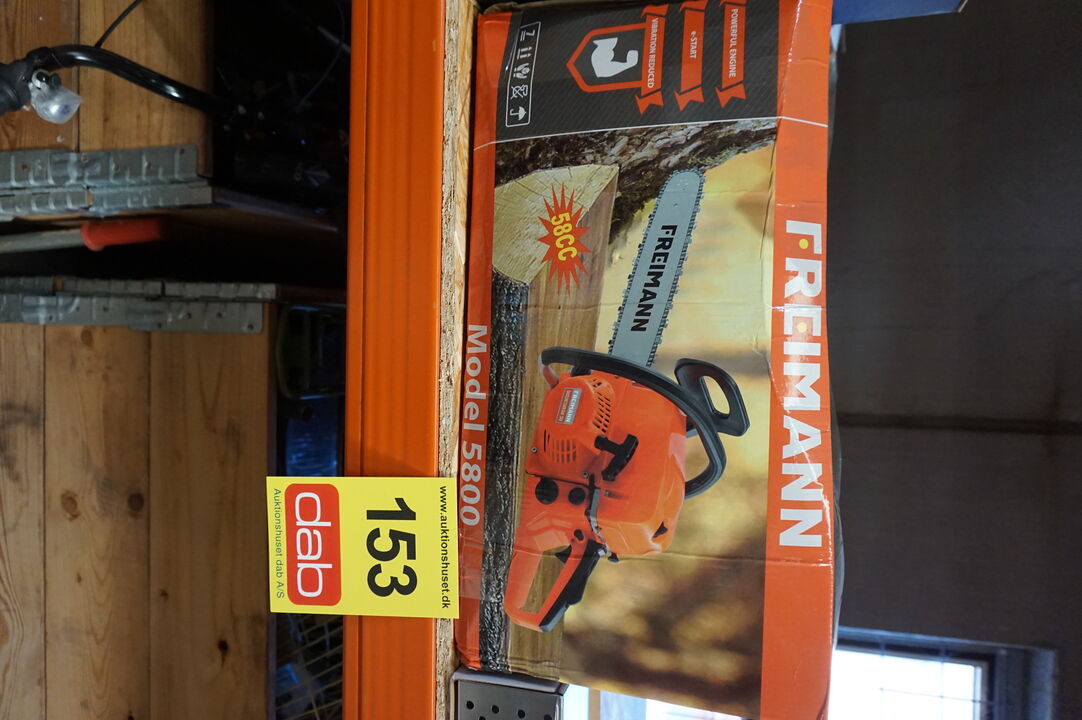 FREIMANN
POWERFUL ENGINE
e-START
VIBRATION REDUCED
58CC
FREIMANN
FREIMANN
Model 5800
www.auktionshuset.dk
153
dab
Auktionshuset dab A/S